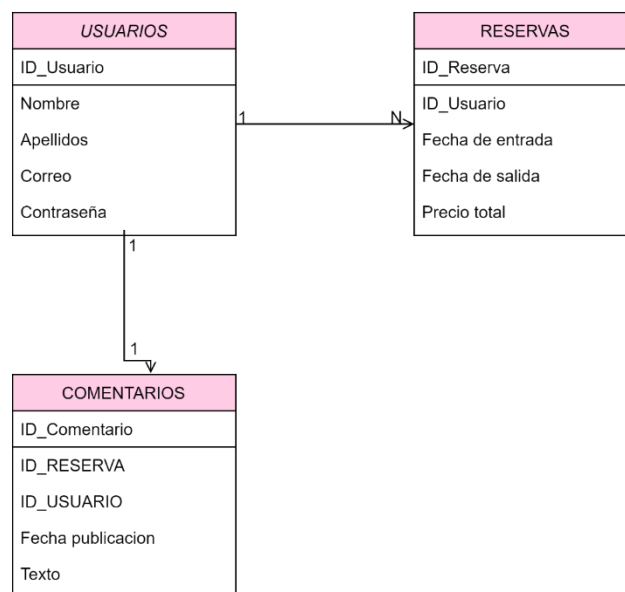 USUARIOS
ID_Usuario
Nombre
Apellidos
Correo
Contraseña
1
N
RESERVAS
ID_Reserva
ID_Usuario
Fecha de entrada
Fecha de salida
Precio total
1
1
COMENTARIOS
ID_Comentario
ID_RESERVA
ID_USUARIO
Fecha publicacion
Texto